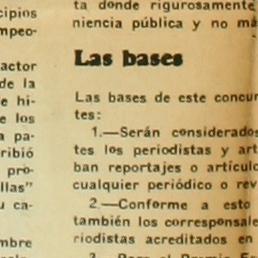 cipios
mpeo-
actor
de la
e hi-
e los
a pa-
ribió
pro-
llas"
u ca-
mbre
ta donde rigurosamente
niencia pública y no má
Las bases
Las bases de este concur
tes:
1.—Serán considerados
tes los periodistas y art
ban reportajes o artículo
cualquier periódico o rev
2.—Conforme a esto
también los corresponsale
riodistas acreditados en